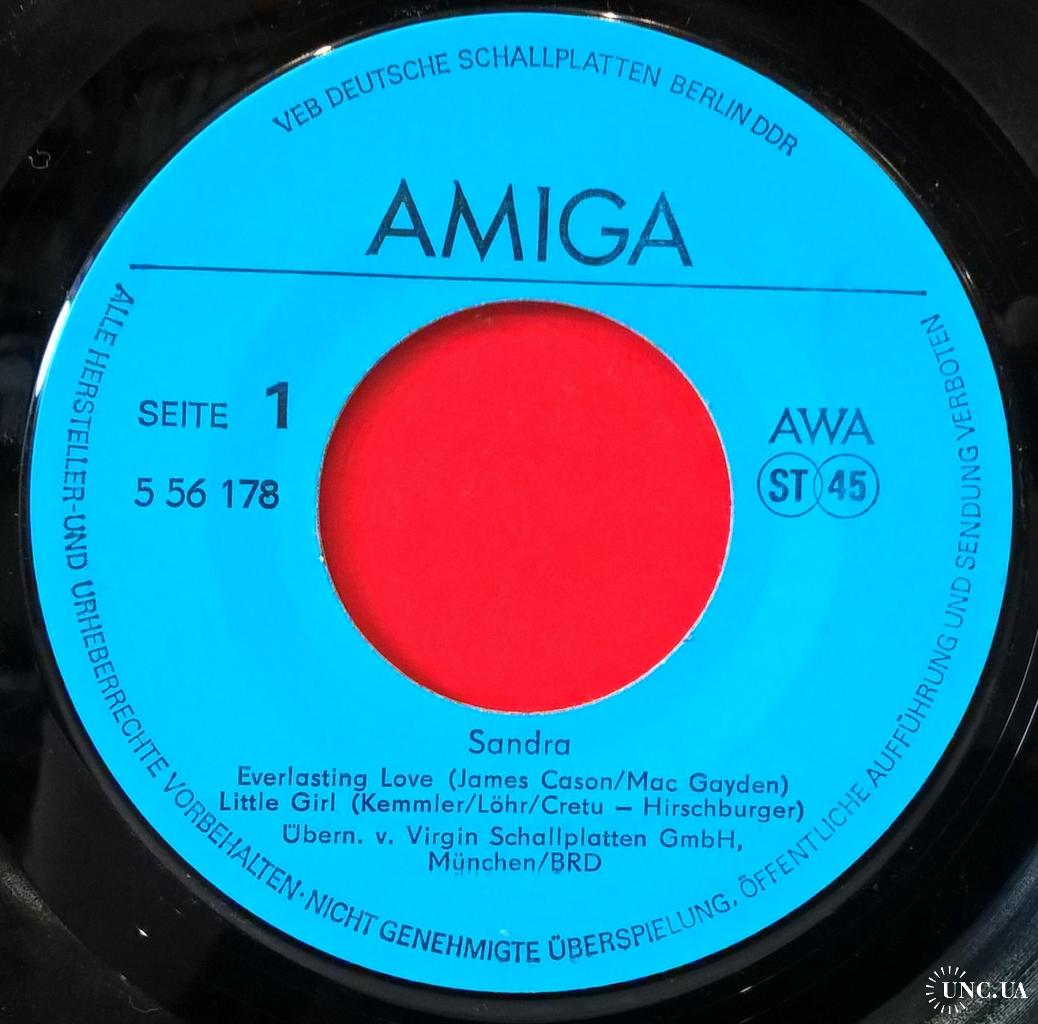 VEB DEUTSCHE SCHALLPLATTEN BERLIN DDR
AMIGA
SEITE 1
5 56 178
AWA
ST 45
Sandra
Everlasting Love (James Cason/Mac Gayden)
Little Girl (Kemmler/Löhr/Cretu – Hirschburger)
Übern. v. Virgin Schallplatten GmbH,
München/BRD
ALLE HERSTELLER-UND URHEBERRECHTE VORBEHALTEN · NICHT GENEHMIGTE ÜBERSPIELUNG, ÖFFENTLICHE AUFFÜHRUNG UND SENDUNG VERBOTEN
UNC.UA